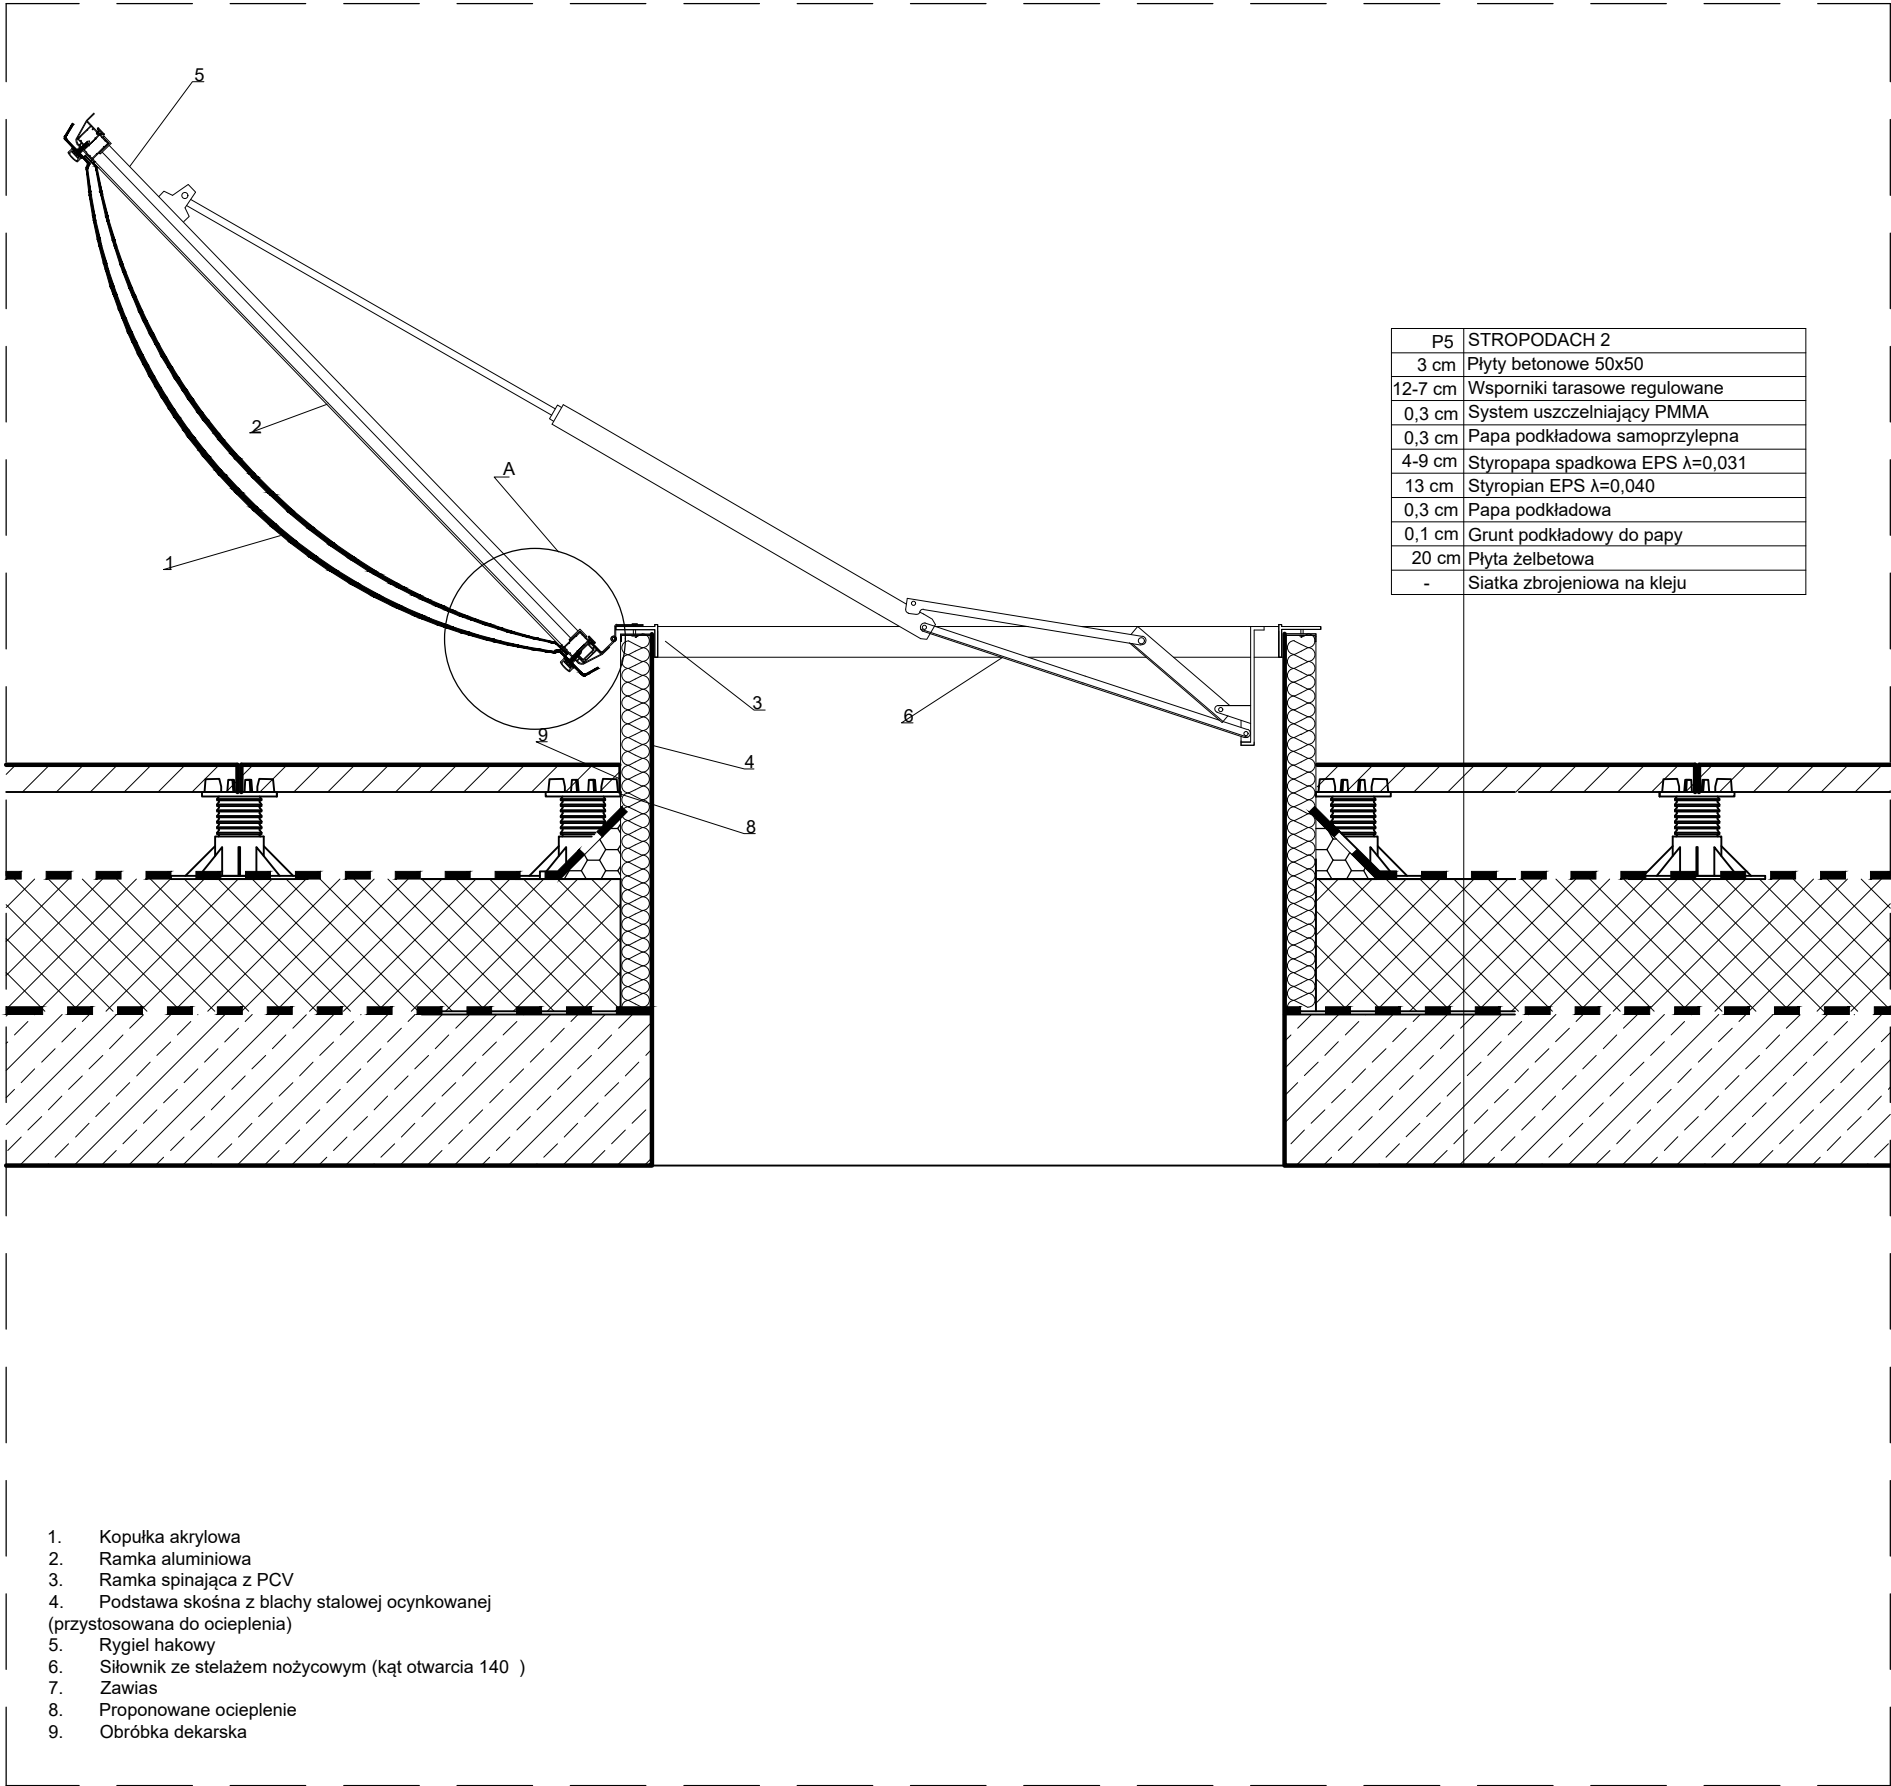 5
2
A
1
3
6
9
4
8
P5 STROPODACH 2
3 cm Płyty betonowe 50x50
12-7 cm Wsporniki tarasowe regulowane
0,3 cm System uszczelniający PMMA
0,3 cm Papa podkładowa samoprzylepna
4-9 cm Styropapa spadkowa EPS λ=0,031
13 cm Styropian EPS λ=0,040
0,3 cm Papa podkładowa
0,1 cm Grunt podkładowy do papy
20 cm Płyta żelbetowa
- Siatka zbrojeniowa na kleju
1. Kopułka akrylowa
2. Ramka aluminiowa
3. Ramka spinająca z PCV
4. Podstawa skośna z blachy stalowej ocynkowanej
(przystosowana do ocieplenia)
5. Rygiel hakowy
6. Siłownik ze stelażem nożycowym (kąt otwarcia 140 )
7. Zawias
8. Proponowane ocieplenie
9. Obróbka dekarska